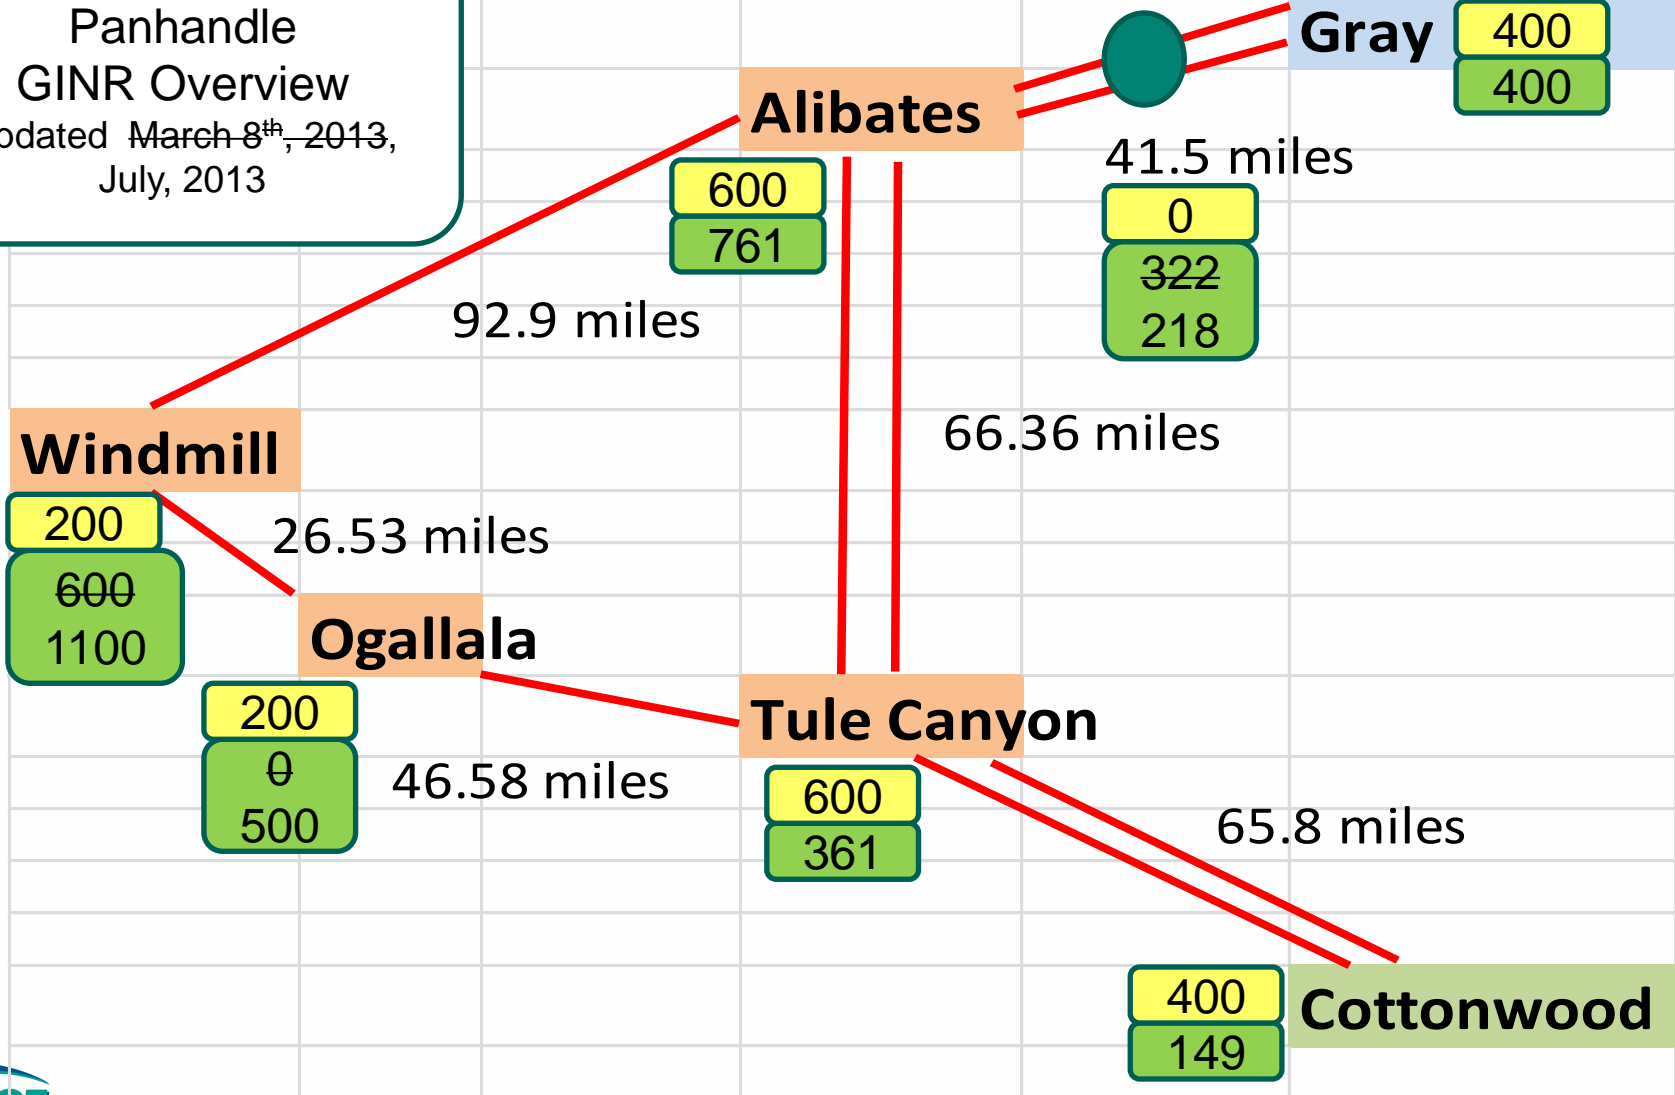 Panhandle
GINR Overview
pdated March 8th, 2013,
July, 2013
Gray
400
400
Alibates
600
761
41.5 miles
0
322
218
92.9 miles
66.36 miles
Windmill
200
600
1100
26.53 miles
Ogallala
200
0
500
46.58 miles
Tule Canyon
600
361
65.8 miles
400
149
Cottonwood